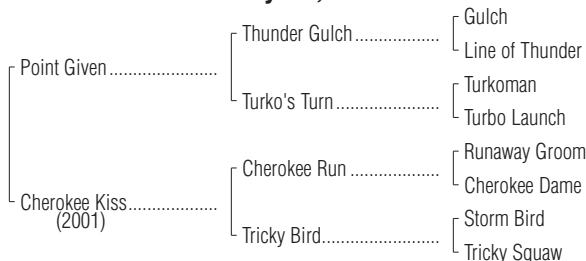 Gulch
Thunder Gulch
Line of Thunder
Point Given
Turkoman
Turko's Turn
Turbo Launch
Runaway Groom
Cherokee Run
Cherokee Dame
Cherokee Kiss
(2001)
Storm Bird
Tricky Bird
Tricky Squaw